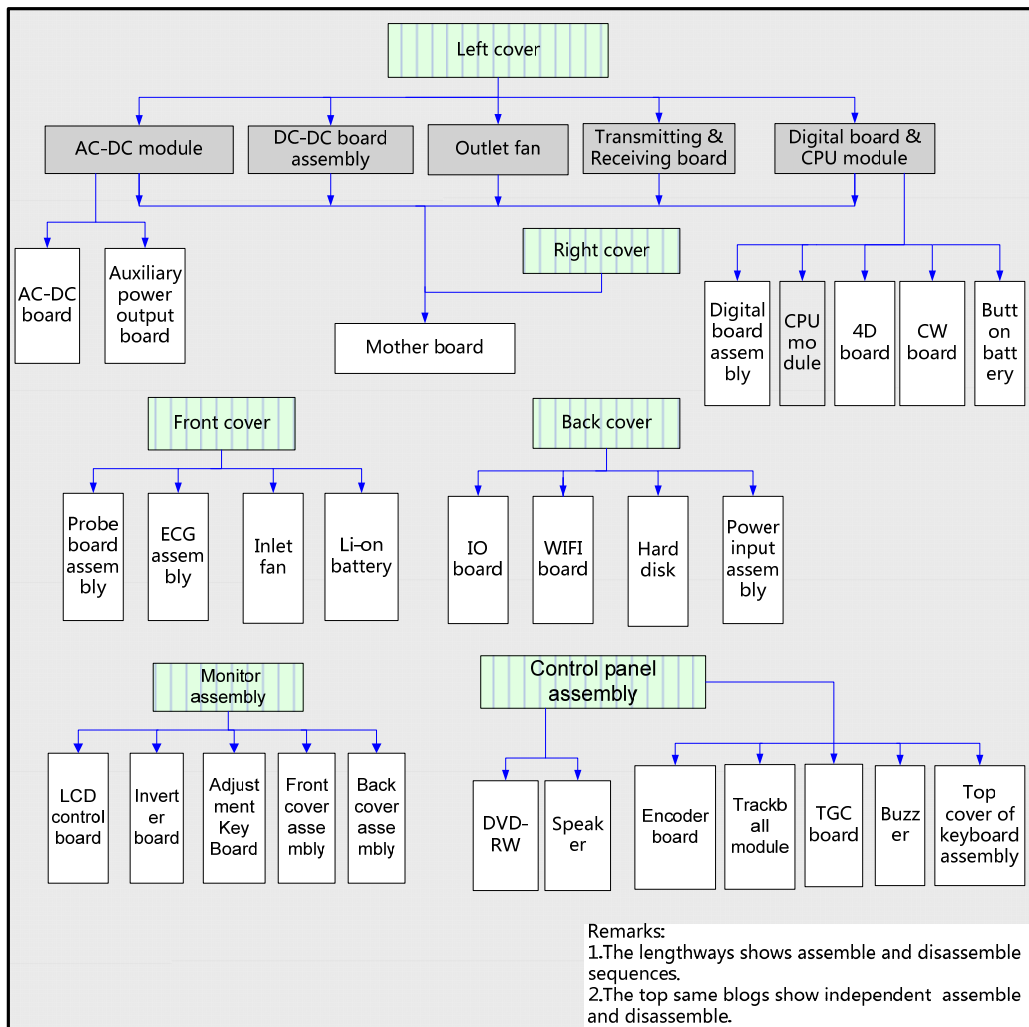 Left cover
AC-DC module
DC-DC board
assembly
Outlet fan
Transmitting &
Receiving board
Digital board &
CPU module
Right cover
AC-DC
board
Auxiliary
power
output
board
Mother board
Digital
board
assem
bly
CPU
mo
dule
4D
board
CW
board
Butt
on
batt
ery
Front cover
Back cover
Probe
board
assem
bly
ECG
assem
bly
Inlet
fan
Li-on
battery
IO
board
WIFI
board
Hard
disk
Power
input
assem
bly
Monitor
assembly
Control panel
assembly
LCD
control
board
Invert
er
board
Adjust
ment
Key
Board
Front
cover
asse
mbly
Back
cover
asse
mbly
DVD-
RW
Speak
er
Encoder
board
Trackb
all
module
TGC
board
Buzz
er
Top
cover of
keyboard
assembly
Remarks:
1.The lengthways shows assemble and disassemble
sequences.
2.The top same blogs show independent assemble
and disassemble.